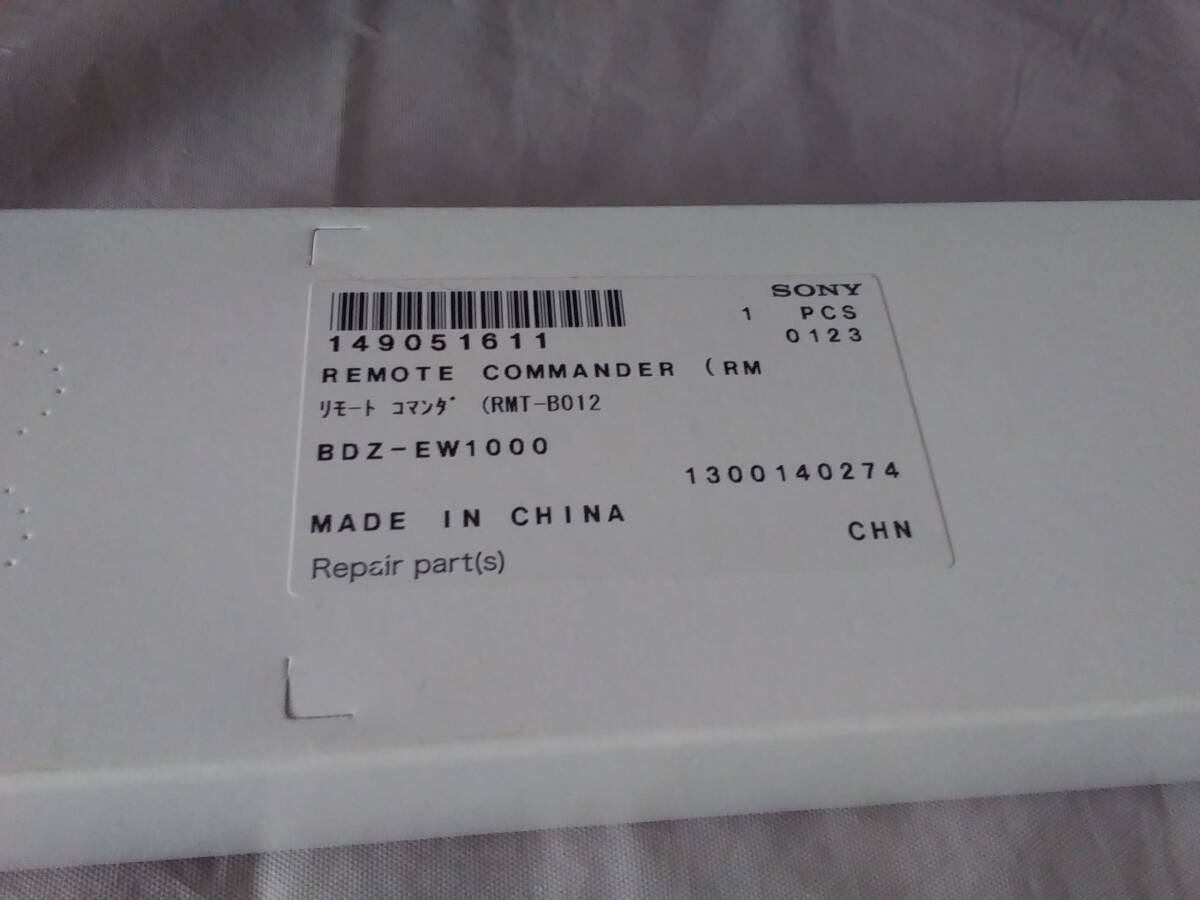 SONY
1 PCS
149051611 0123
REMOTE COMMANDER (RM
ﾘﾓｰﾄ ｺﾏﾝﾀﾞ (RMT-B012
BDZ-EW1000
1300140274
MADE IN CHINA
CHN
Repair part(s)